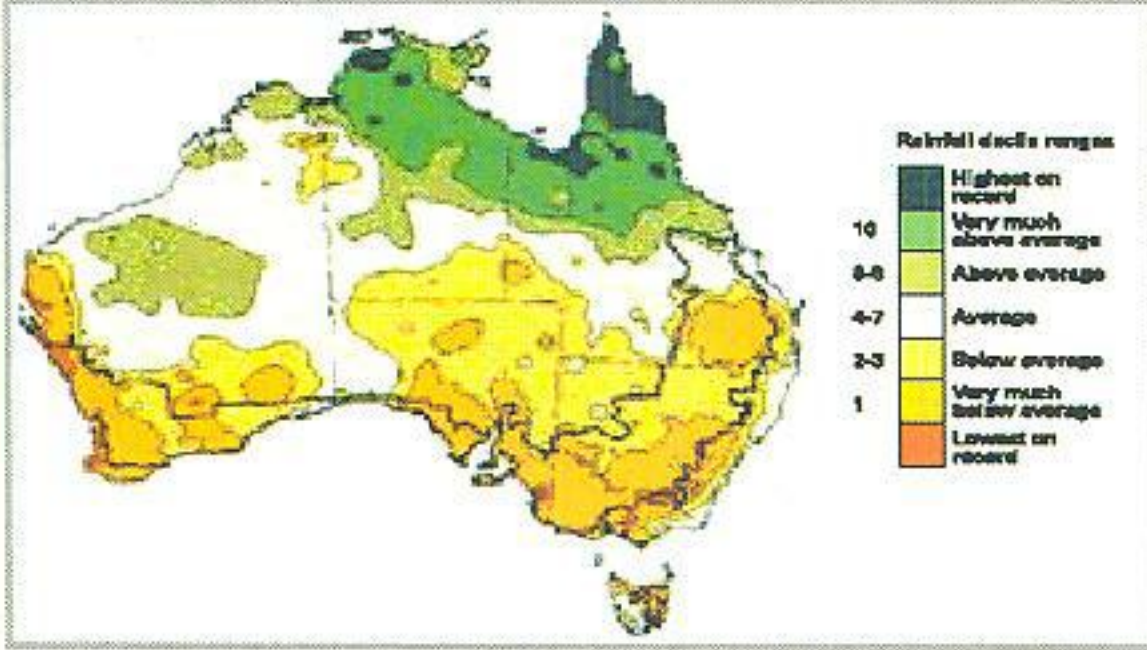 Rainfall decile ranges
Highest on
record
10
Very much
above average
8-9
Above average
4-7
Average
2-3
Below average
1
Very much
below average
Lowest on
record